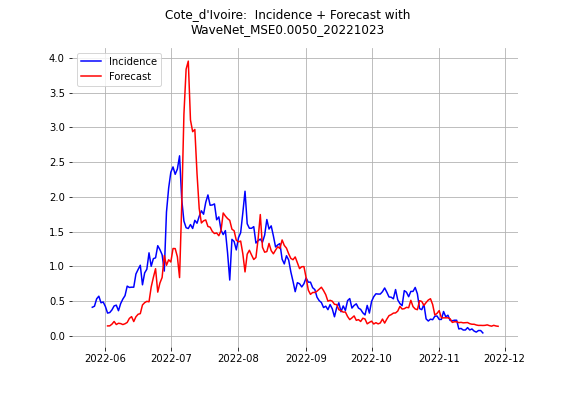 Cote_d'Ivoire:  Incidence + Forecast with
WaveNet_MSE0.0050_20221023
Incidence
Forecast
4.0
3.5
3.0
2.5
2.0
1.5
1.0
0.5
0.0
2022-06 2022-07 2022-08 2022-09 2022-10 2022-11 2022-12